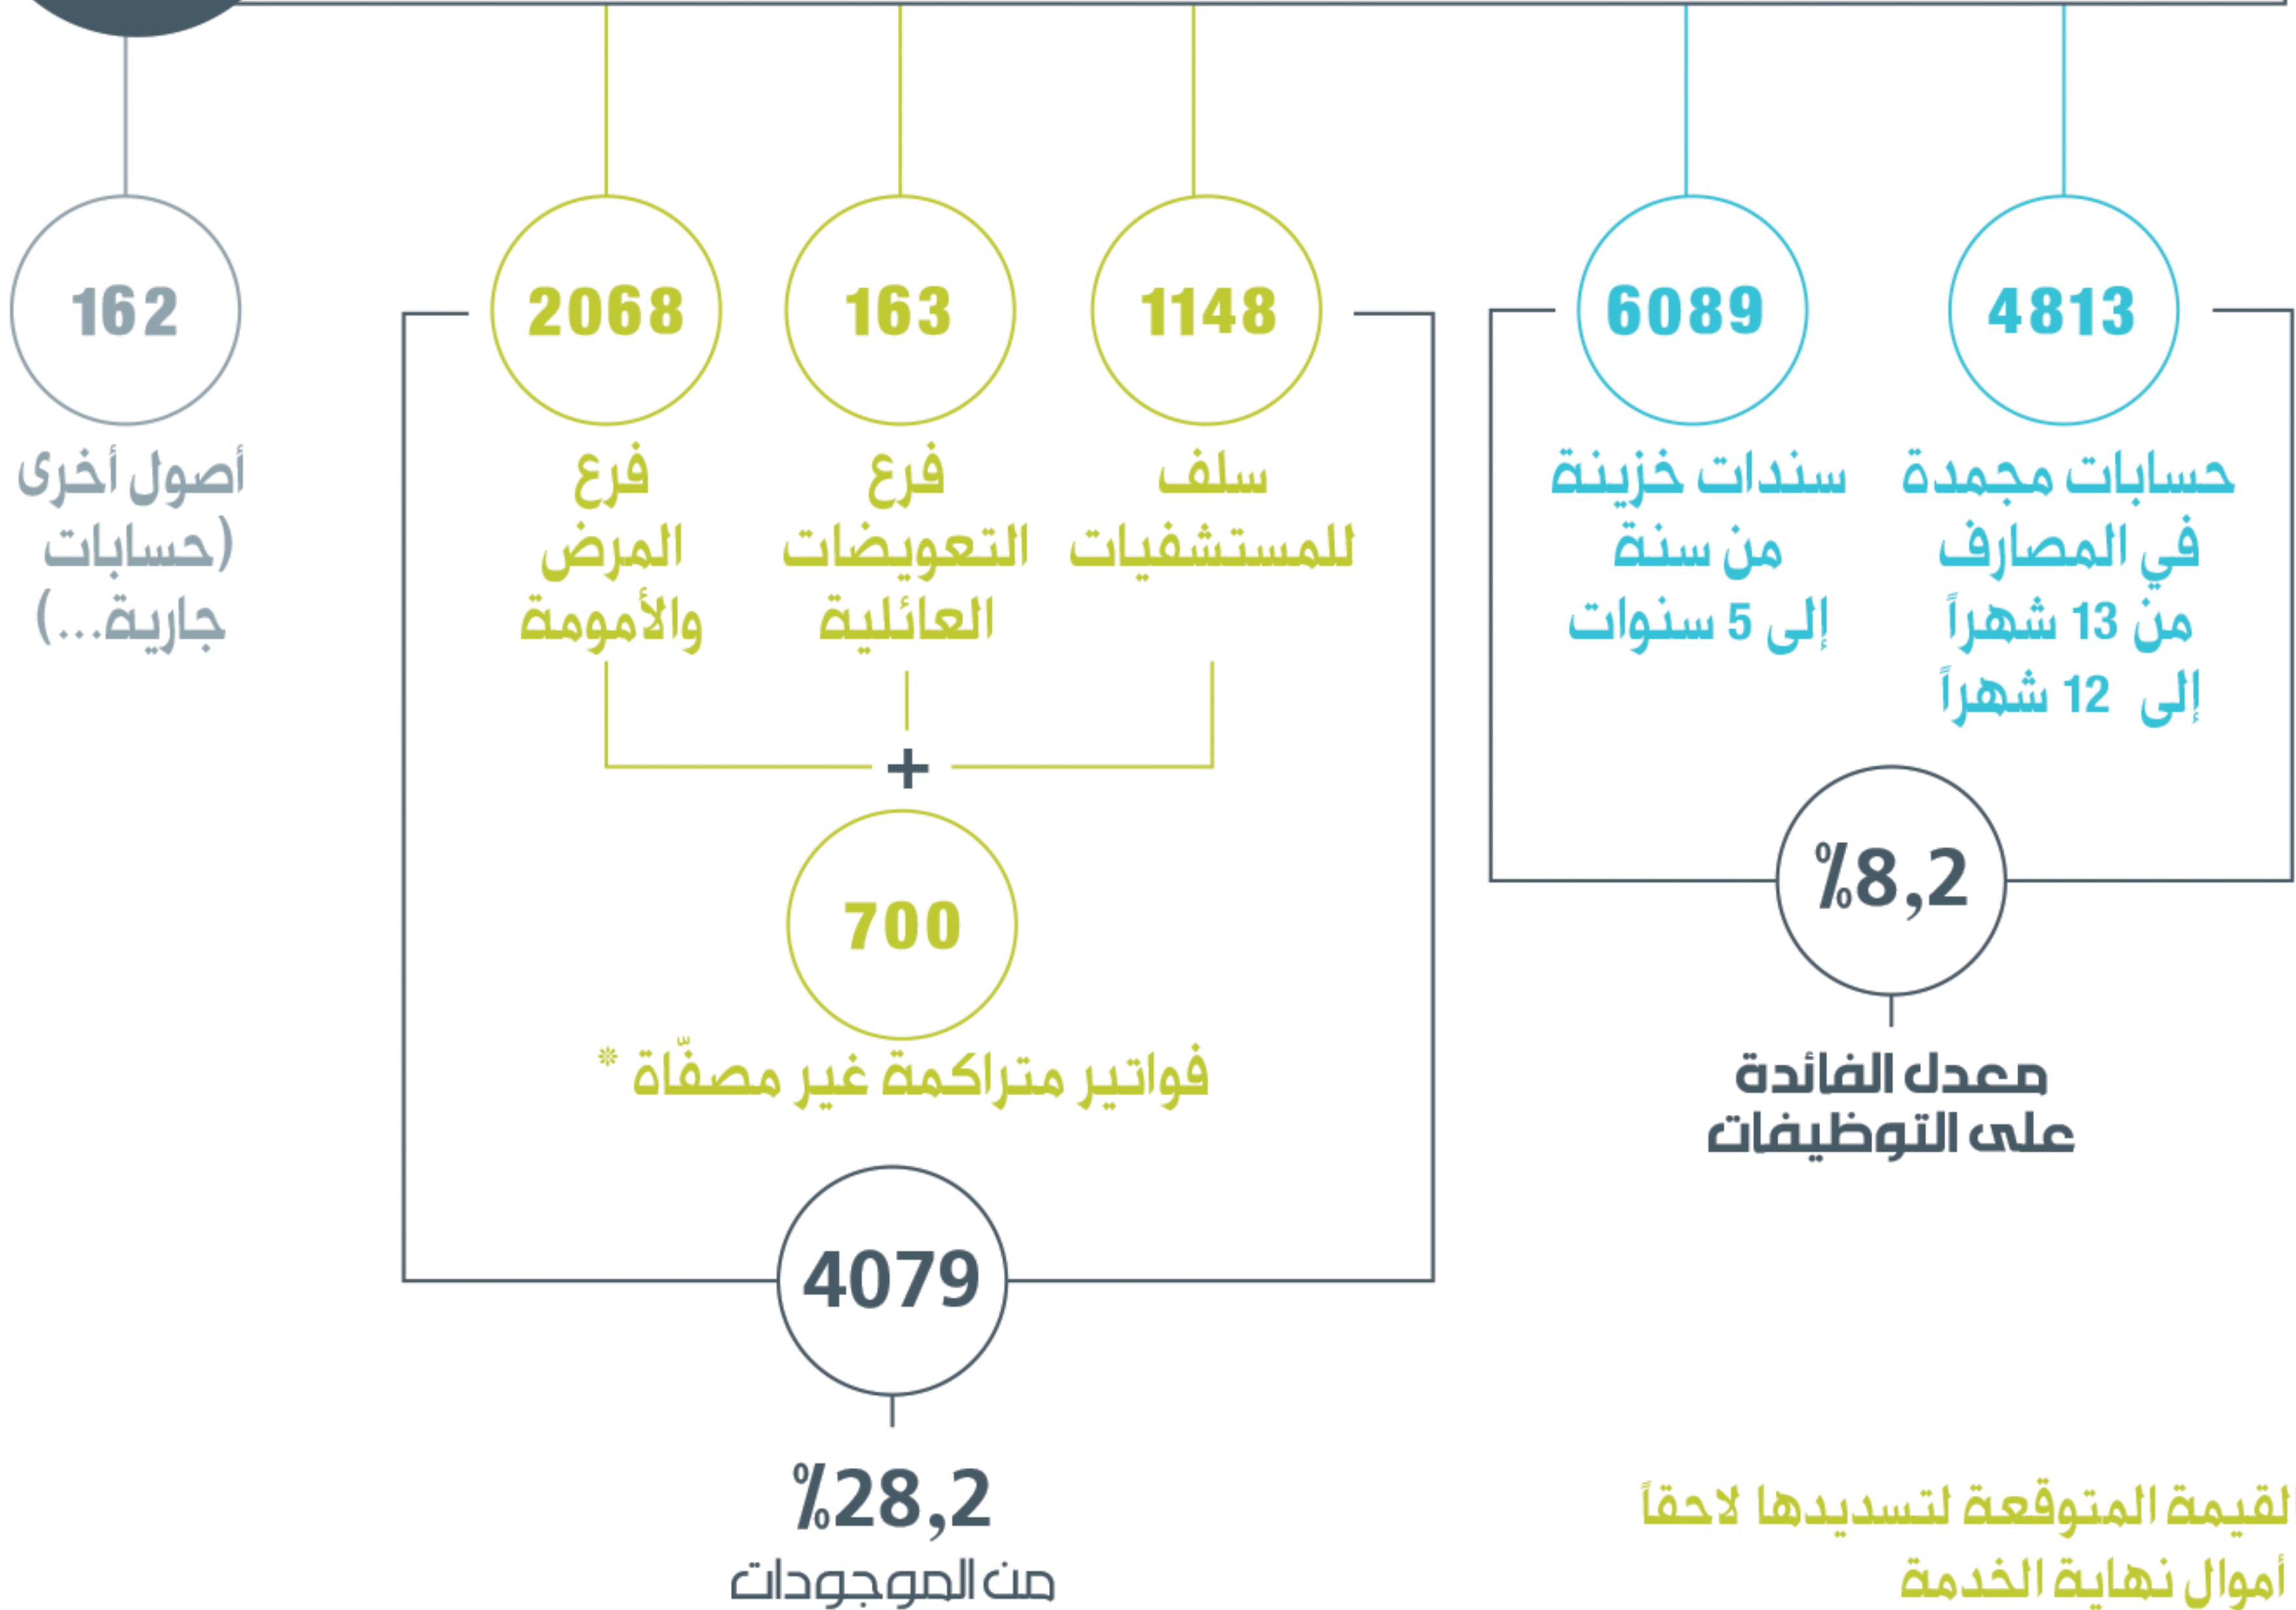 4813
حسابات مجمدة
في المصارف
من 13 شهراً
إلى 12 شهراً
6089
سندات خزينة
من سنة
إلى 5 سنوات
%8,2
معدل الفائدة
على التوظيفات
1148
سلف
للمستشفيات
163
فرع
التعويضات
العائلية
2068
فرع
المرض
والأمومة
+
700
فواتير متراكمة غير مصفّاة *
4079
%28,2
من الموجودات
162
أصول أخرى
(حسابات
جارية...)
لقيمة المتوقعة لتسديدها لاحقاً
أموال نهاية الخدمة